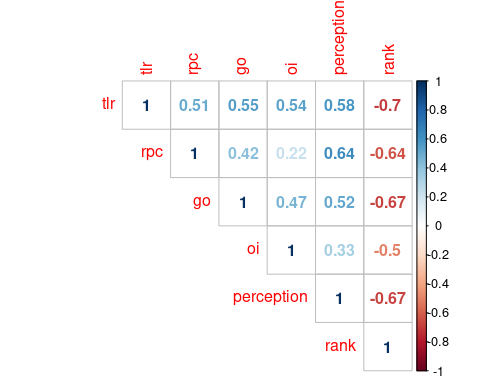 tlr rpc go oi perception rank
tlr 1 0.51 0.55 0.54 0.58 -0.7
rpc 1 0.42 0.22 0.64 -0.64
go 1 0.47 0.52 -0.67
oi 1 0.33 -0.5
perception 1 -0.67
rank 1
1
0.8
0.6
0.4
0.2
0
-0.2
-0.4
-0.6
-0.8
-1